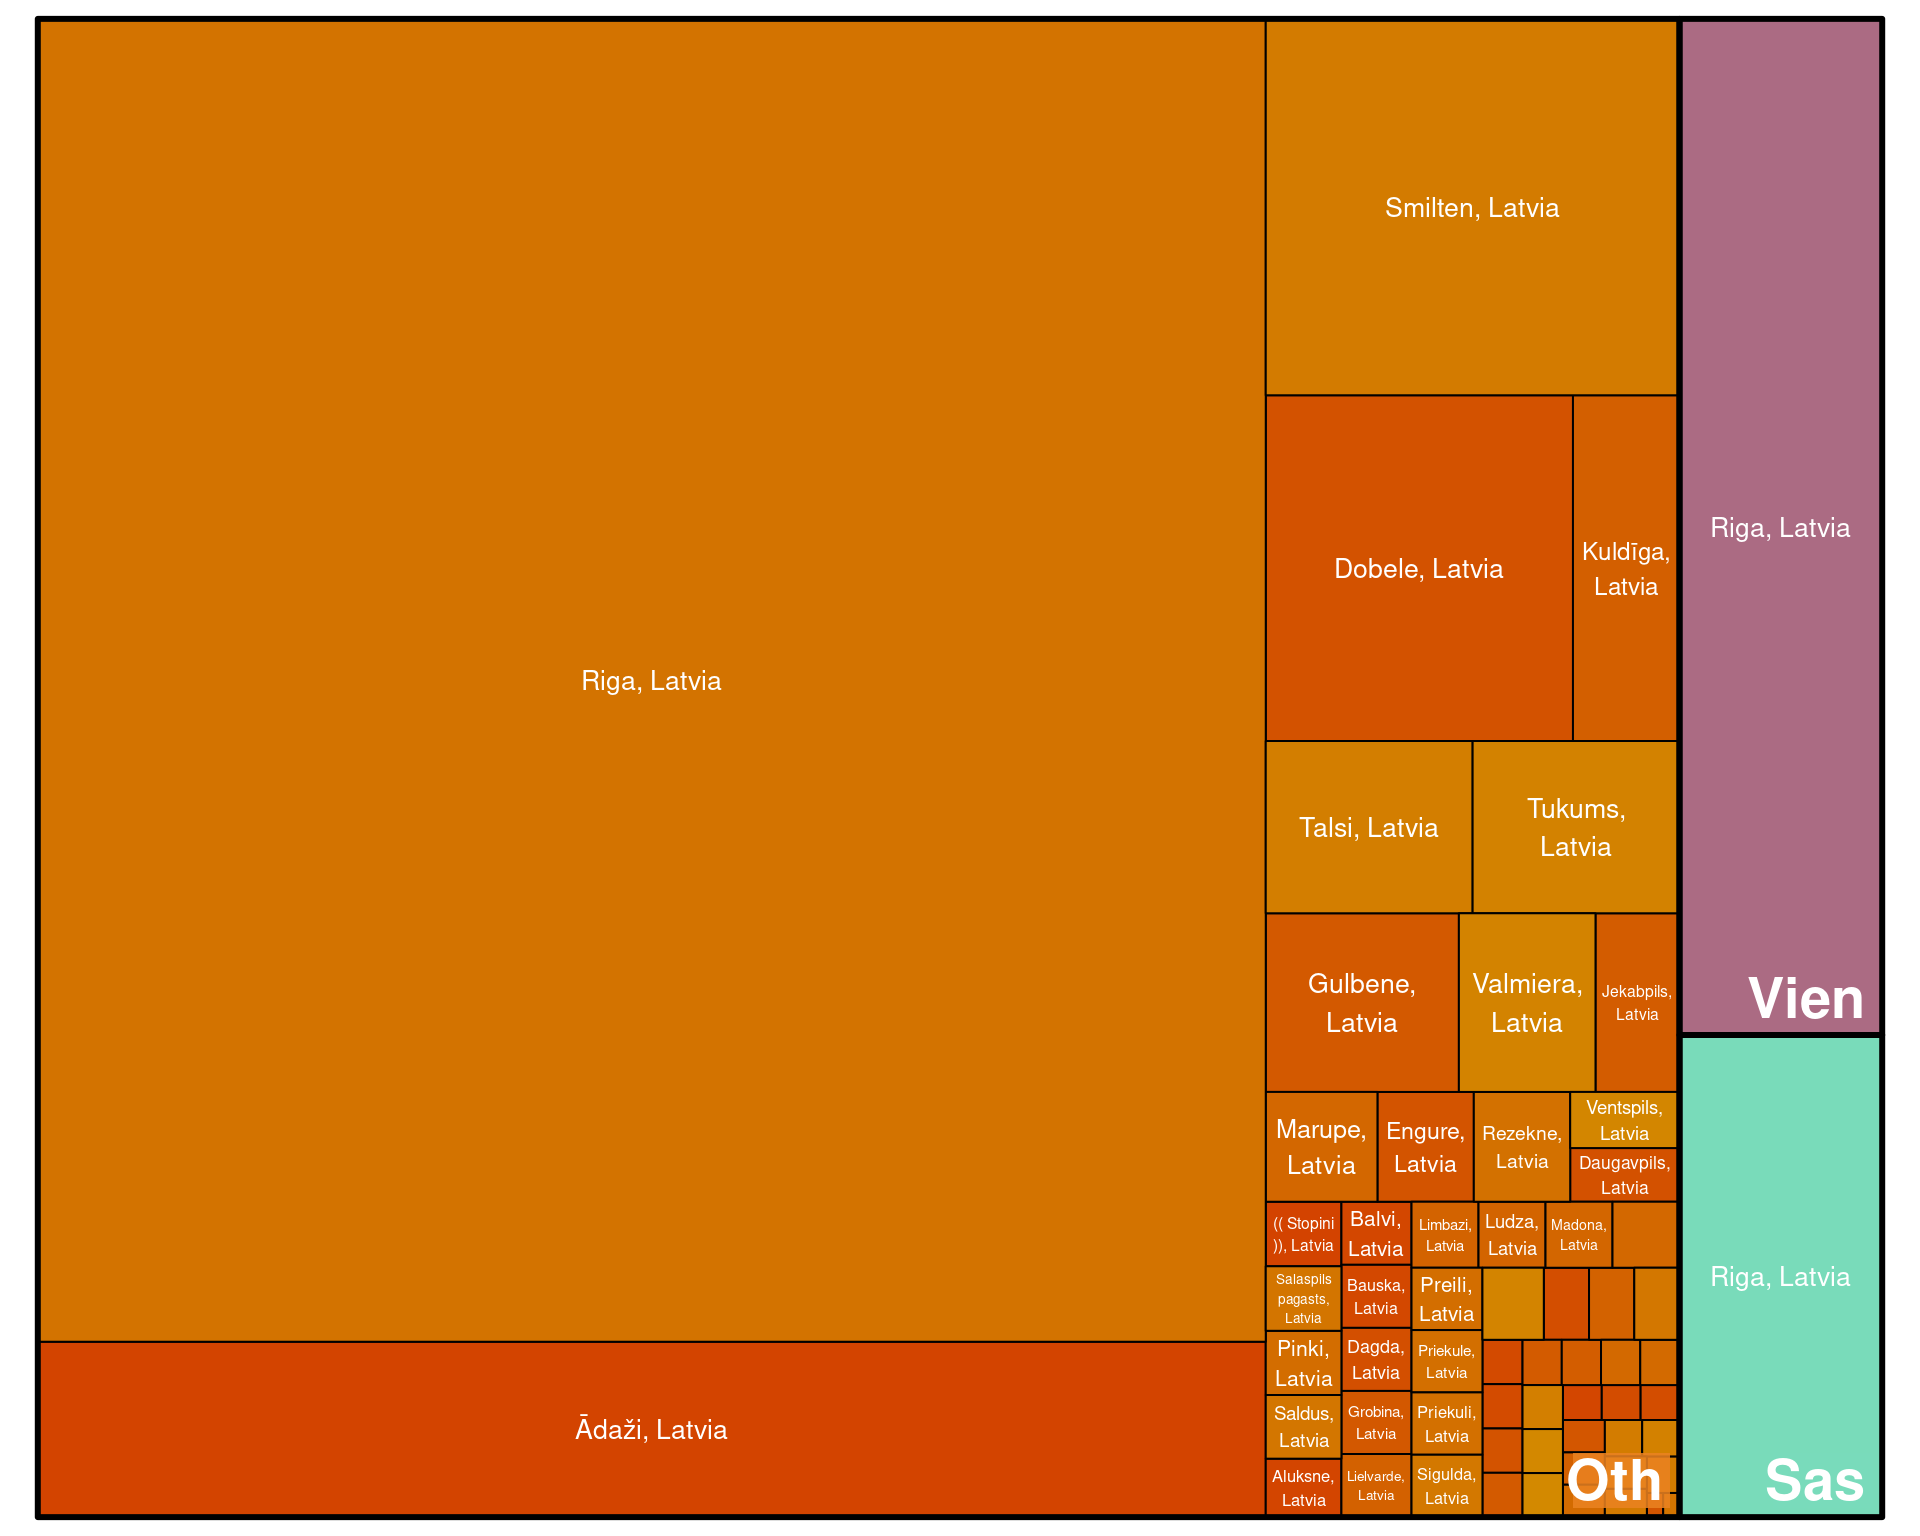 Riga, Latvia
Ādaži, Latvia
Smilten, Latvia
Dobele, Latvia
Kuldīga,
Latvia
Talsi, Latvia
Tukums,
Latvia
Gulbene,
Latvia
Valmiera,
Latvia
Jekabpils,
Latvia
Marupe,
Latvia
Engure,
Latvia
Rezekne,
Latvia
Ventspils,
Latvia
Daugavpils,
Latvia
(( Stopini
)), Latvia
Salaspils
pagasts,
Latvia
Pinki,
Latvia
Saldus,
Latvia
Aluksne,
Latvia
Balvi,
Latvia
Bauska,
Latvia
Dagda,
Latvia
Grobina,
Latvia
Lielvarde,
Latvia
Limbazi,
Latvia
Ludza,
Latvia
Madona,
Latvia
Preili,
Latvia
Priekule,
Latvia
Priekuli,
Latvia
Sigulda,
Latvia
Oth
Riga, Latvia
Vien
Riga, Latvia
Sas